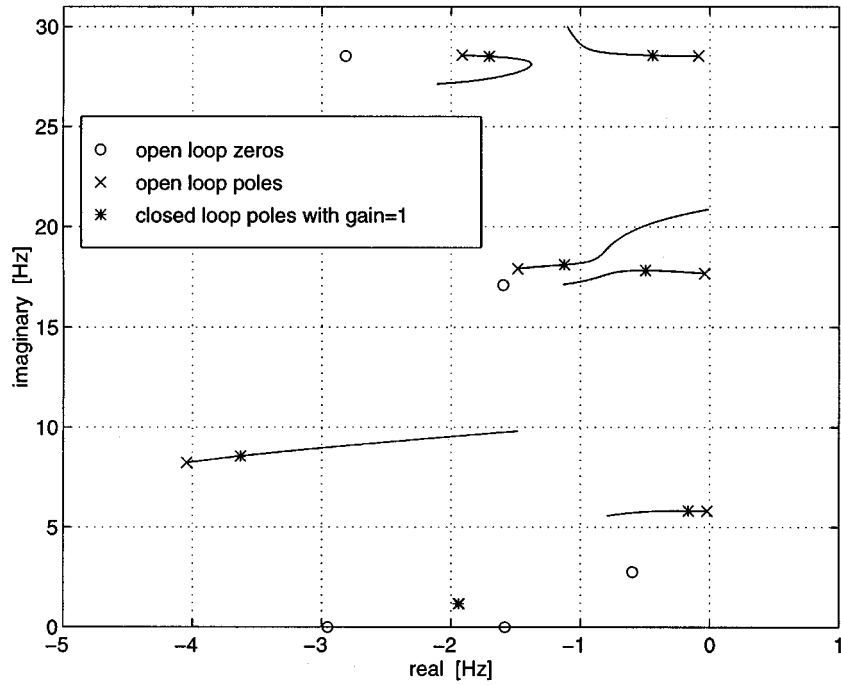 30
25
open loop zeros
open loop poles
closed loop poles with gain=1
20
imaginary [Hz]
15
10
5
0
−5 −4 −3 −2 −1 0 1
real [Hz]